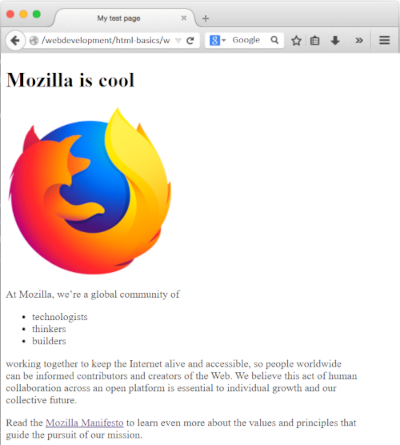 My test page
/webdevelopment/html-basics/w
Google
Mozilla is cool
At Mozilla, we're a global community of
technologists
thinkers
builders
working together to keep the Internet alive and accessible, so people worldwide
can be informed contributors and creators of the Web. We believe this act of human
collaboration across an open platform is essential to individual growth and our
collective future.
Read the Mozilla Manifesto to learn even more about the values and principles that
guide the pursuit of our mission.